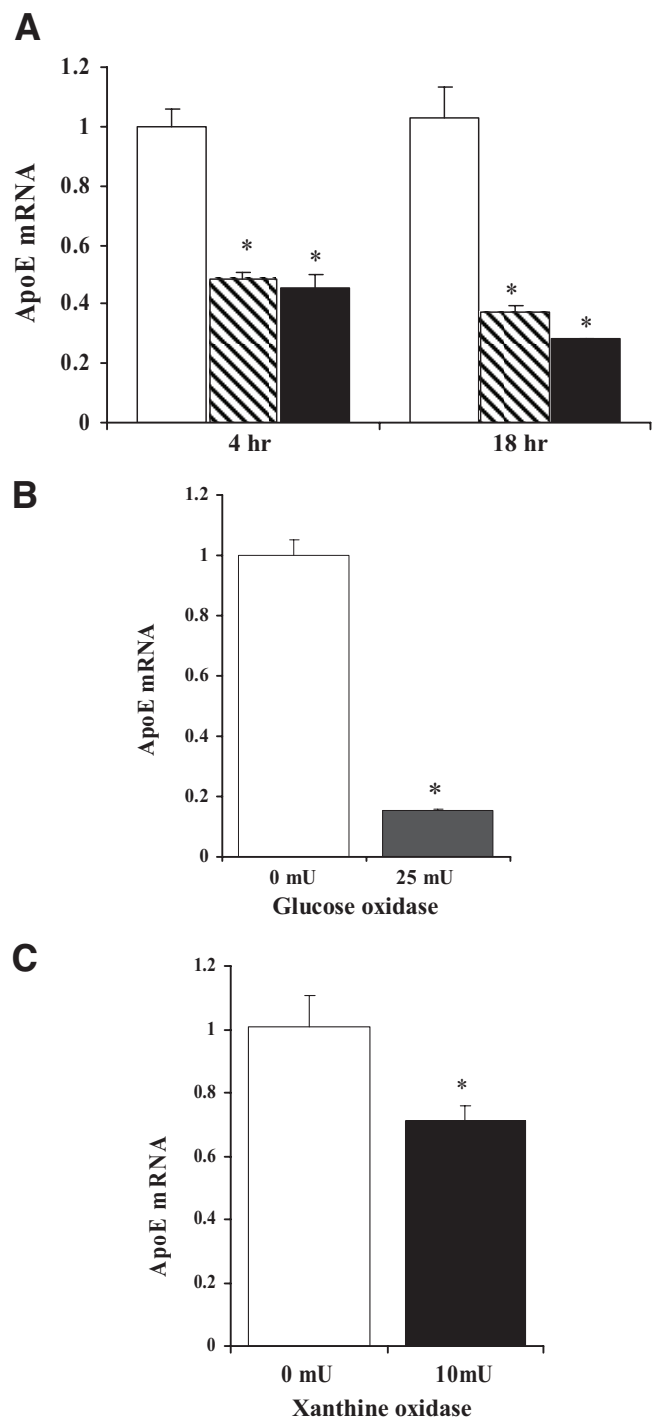 A
1.2
1
0.8
0.6
0.4
0.2
0
ApoE mRNA
* *
* *
4 hr 18 hr
B
1.2
1
0.8
0.6
0.4
0.2
0
ApoE mRNA
*
0 mU 25 mU
Glucose oxidase
C
1.2
1
0.8
0.6
0.4
0.2
0
ApoE mRNA
*
0 mU 10mU
Xanthine oxidase